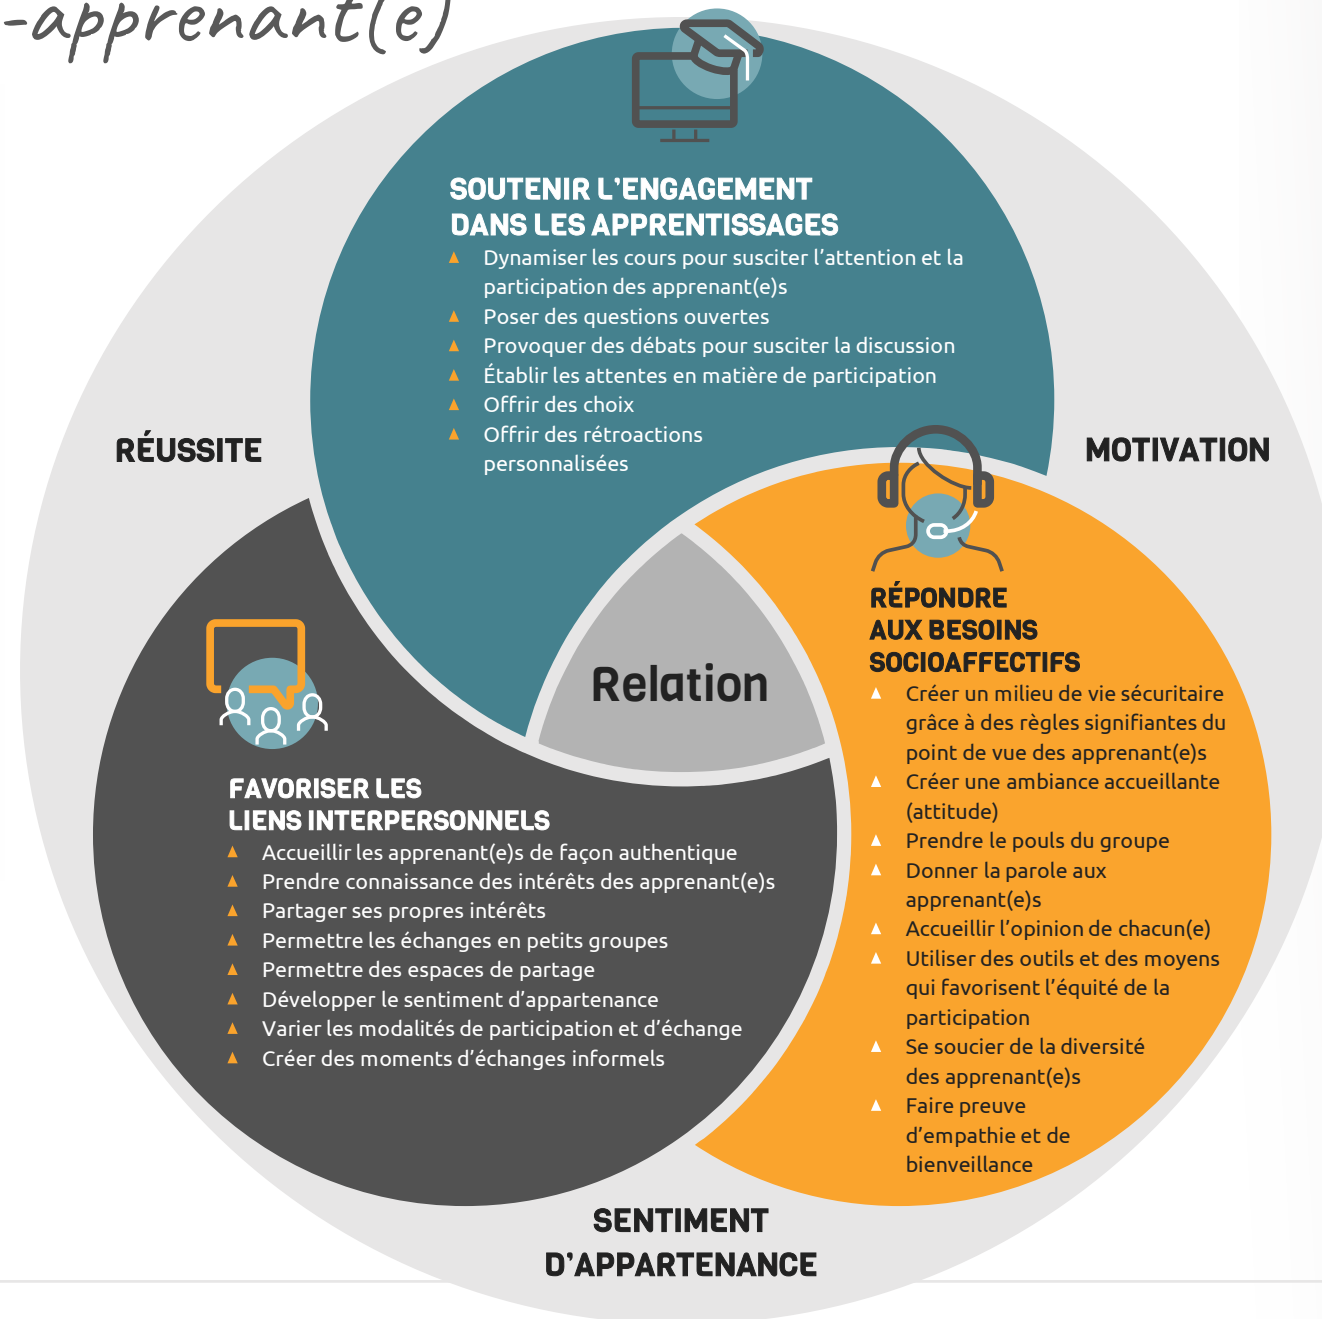 -apprenant(e)
SOUTENIR L'ENGAGEMENT
DANS LES APPRENTISSAGES
Dynamiser les cours pour susciter l'attention et la
participation des apprenant(e)s
Poser des questions ouvertes
Provoquer des débats pour susciter la discussion
Établir les attentes en matière de participation
Offrir des choix
Offrir des rétroactions
personnalisées
RÉUSSITE
MOTIVATION
Relation
RÉPONDRE
AUX BESOINS
SOCIOAFFECTIFS
Créer un milieu de vie sécuritaire
grâce à des règles signifiantes du
point de vue des apprenant(e)s
Créer une ambiance accueillante
(attitude)
Prendre le pouls du groupe
Donner la parole aux
apprenant(e)s
Accueillir l'opinion de chacun(e)
Utiliser des outils et des moyens
qui favorisent l'équité de la
participation
Se soucier de la diversité
des apprenant(e)s
Faire preuve
d'empathie et de
bienveillance
FAVORISER LES
LIENS INTERPERSONNELS
Accueillir les apprenant(e)s de façon authentique
Prendre connaissance des intérêts des apprenant(e)s
Partager ses propres intérêts
Permettre les échanges en petits groupes
Permettre des espaces de partage
Développer le sentiment d'appartenance
Varier les modalités de participation et d'échange
Créer des moments d'échanges informels
SENTIMENT
D'APPARTENANCE